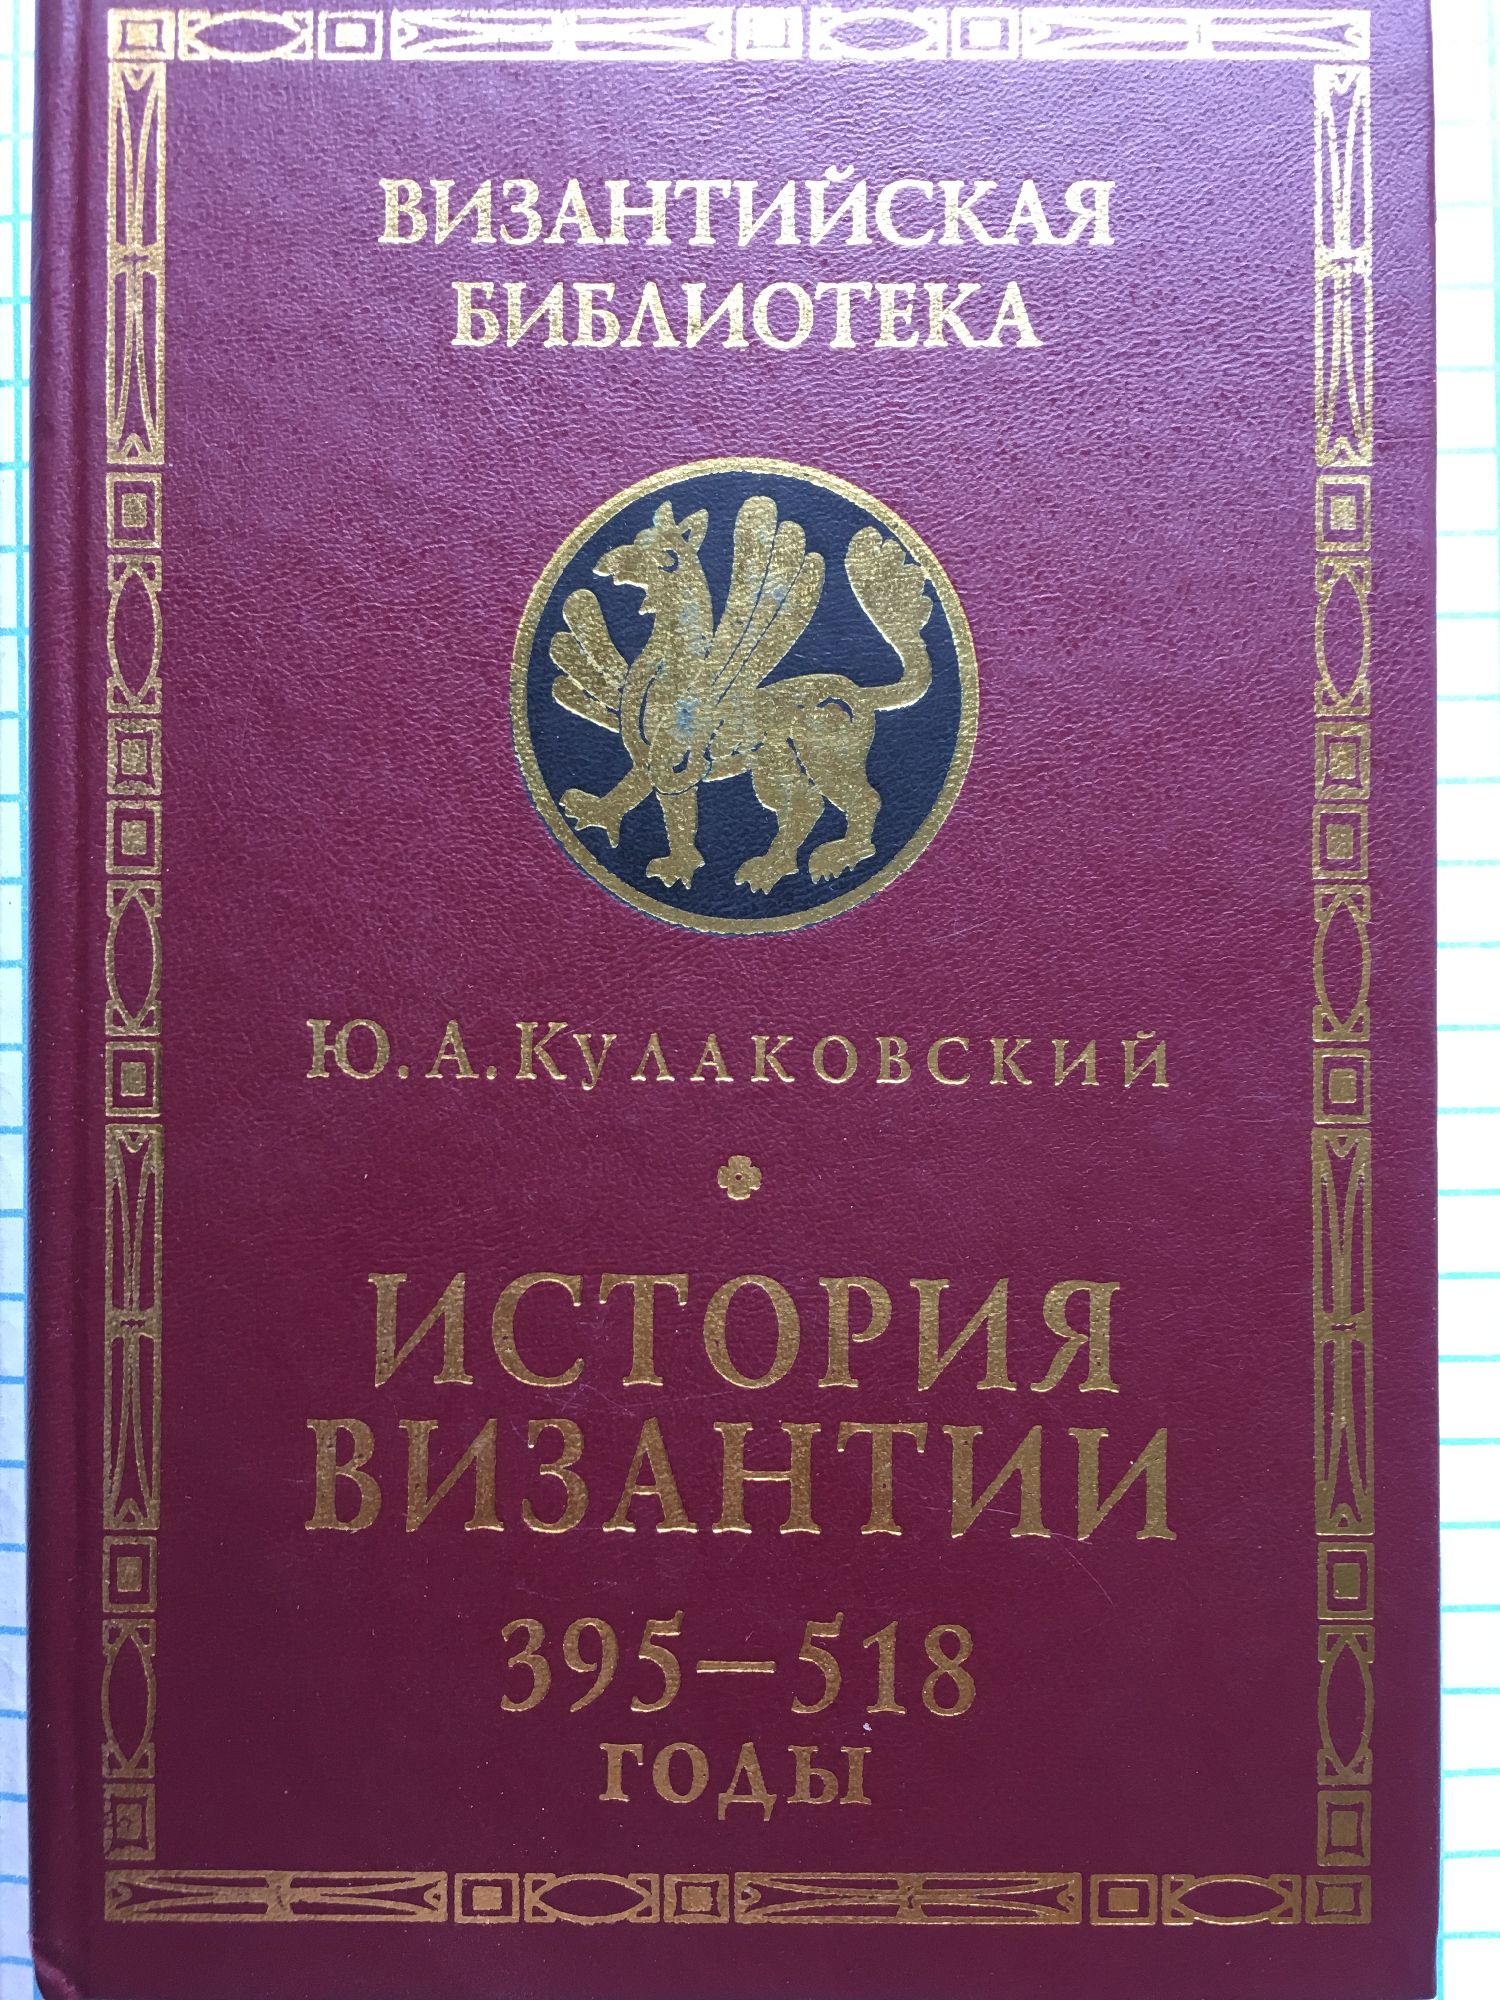 ВИЗАНТИЙСКАЯ
БИБЛИОТЕКА
Ю.А.Кулаковский
ИСТОРИЯ
ВИЗАНТИИ
395–518
годы